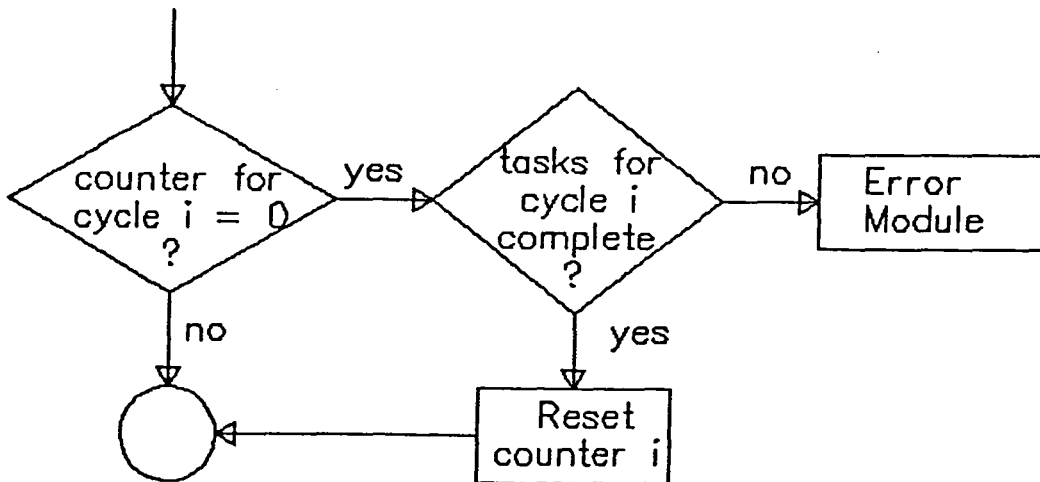 counter for
cycle i = 0
?
yes
tasks for
cycle i
complete
?
no
Error
Module
no
yes
Reset
counter i